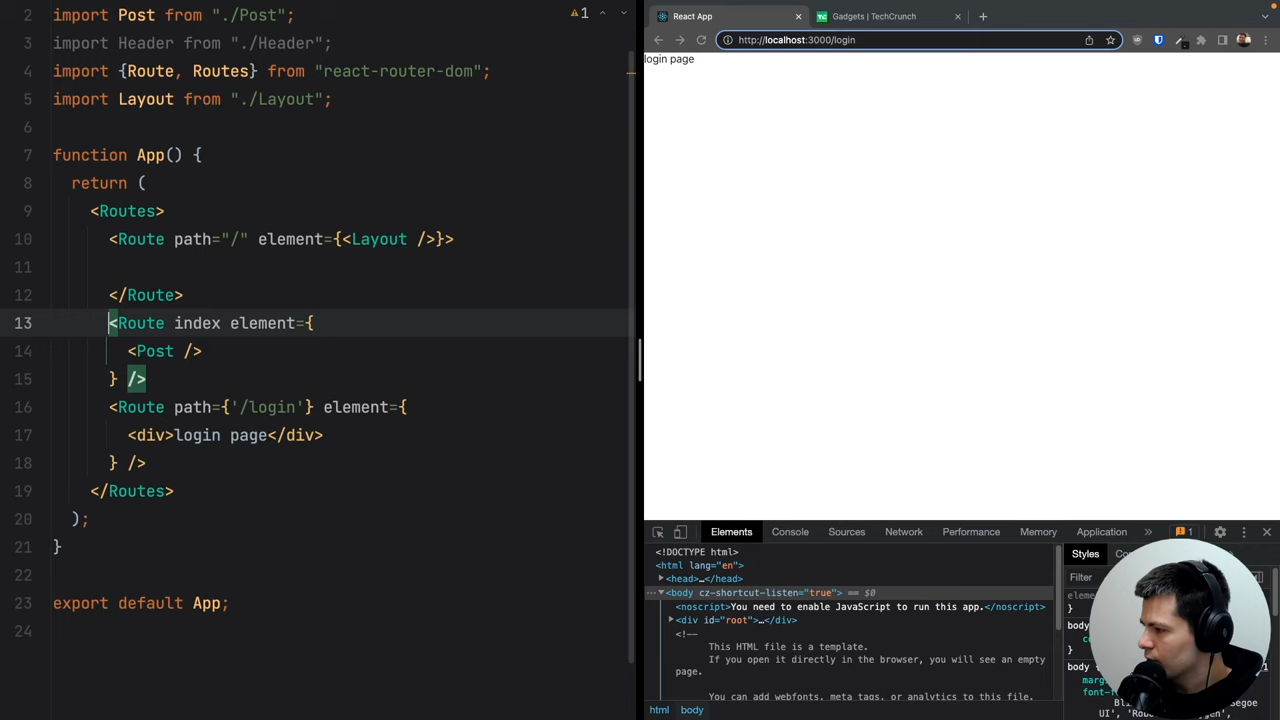 2 import Post from "./Post";
3 import Header from "./Header";
4 import {Route, Routes} from "react-router-dom";
5 import Layout from "./Layout";
6
7 function App() {
8 return (
9 <Routes>
10 <Route path="/" element={<Layout />}>
11
12 </Route>
13 <Route index element={
14 <Post />
15 } />
16 <Route path={'/login'} element={
17 <div>login page</div>
18 } />
19 </Routes>
20 );
21 }
22
23 export default App;
24
1
React App
Gadgets | TechCrunch
http://localhost:3000/login
login page
Elements Console Sources Network Performance Memory Application » 1
<!DOCTYPE html>
<html lang="en">
<head>…</head>
<body cz-shortcut-listen="true"> == $0
<noscript>You need to enable JavaScript to run this app.</noscript>
<div id="root">…</div>
<!--
This HTML file is a template.
If you open it directly in the browser, you will see an empty
page.
You can add webfonts, meta tags, or analytics to this file.
html body
Styles
Filter
}
body
}
body